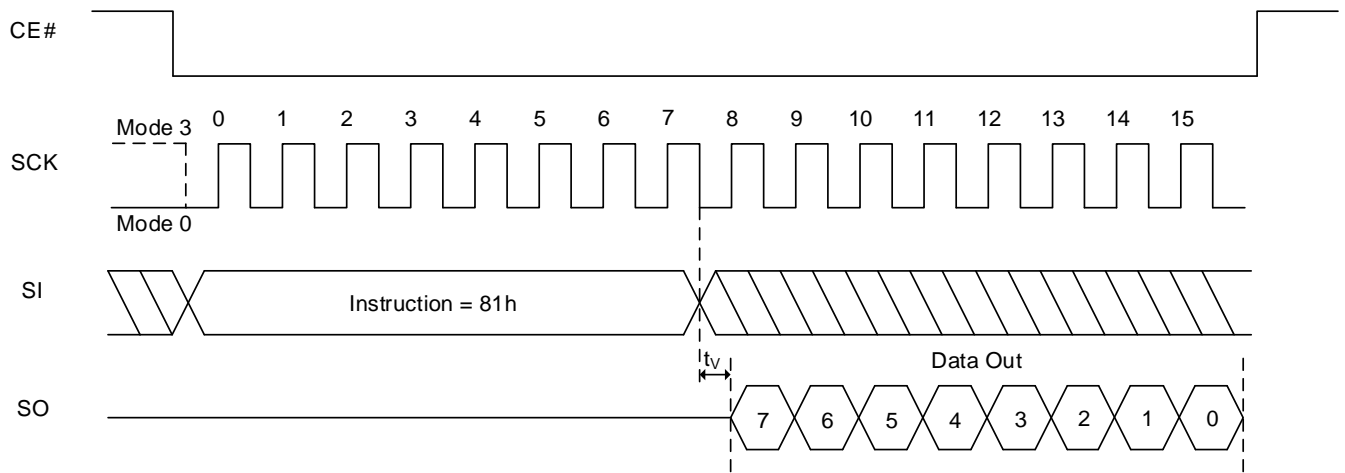 CE#
Mode 3 0 1 2 3 4 5 6 7 8 9 10 11 12 13 14 15
SCK
Mode 0
SI
Instruction = 81h
tV
Data Out
SO
7 6 5 4 3 2 1 0